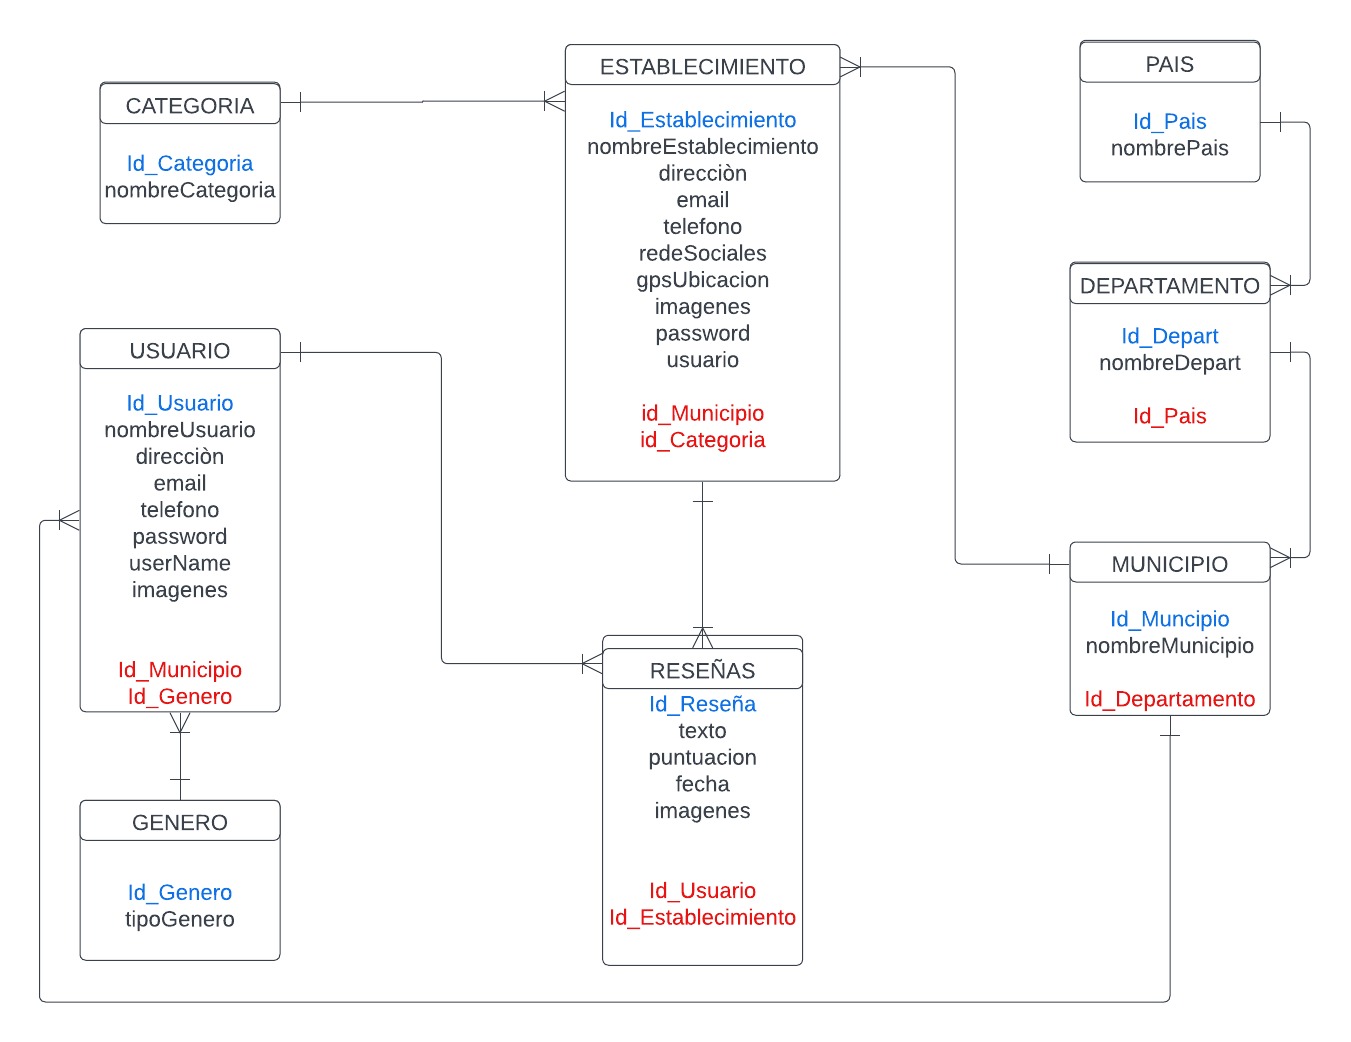 CATEGORIA
Id_Categoria
nombreCategoria
ESTABLECIMIENTO
Id_Establecimiento
nombreEstablecimiento
direcciòn
email
telefono
redeSociales
gpsUbicacion
imagenes
password
usuario
id_Municipio
id_Categoria
PAIS
Id_Pais
nombrePais
DEPARTAMENTO
Id_Depart
nombreDepart
Id_Pais
USUARIO
Id_Usuario
nombreUsuario
direcciòn
email
telefono
password
userName
imagenes
Id_Municipio
Id_Genero
MUNICIPIO
Id_Muncipio
nombreMunicipio
Id_Departamento
RESEÑAS
Id_Reseña
texto
puntuacion
fecha
imagenes
Id_Usuario
Id_Establecimiento
GENERO
Id_Genero
tipoGenero